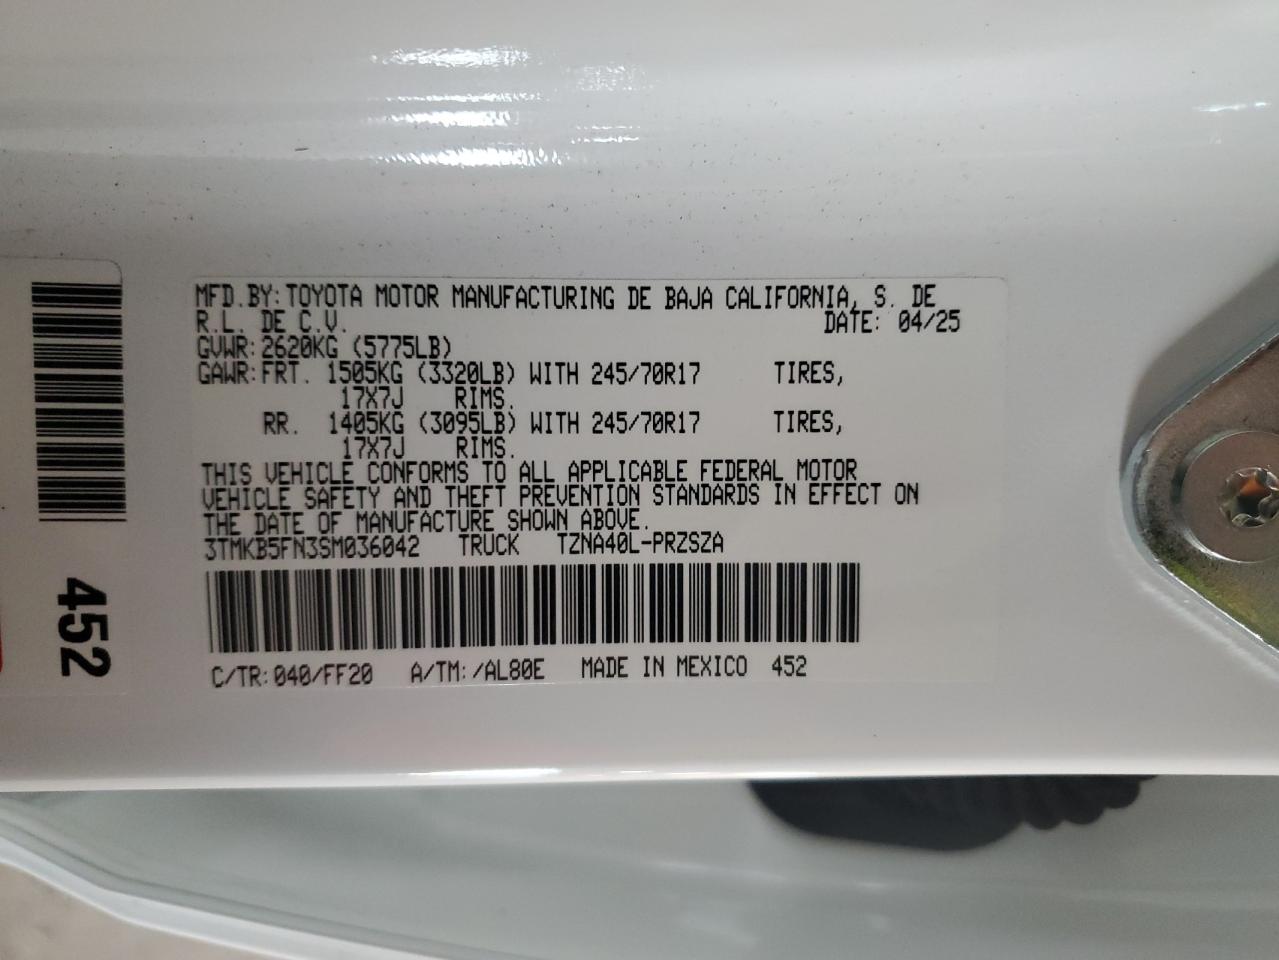 MFD.BY:TOYOTA MOTOR MANUFACTURING DE BAJA CALIFORNIA, S. DE
R.L. DE C.V. DATE: 04/25
GVWR:2620KG (5775LB)
GAWR:FRT. 1505KG (3320LB) WITH 245/70R17 TIRES,
17X7J RIMS.
RR. 1405KG (3095LB) WITH 245/70R17 TIRES,
17X7J RIMS.
THIS VEHICLE CONFORMS TO ALL APPLICABLE FEDERAL MOTOR
VEHICLE SAFETY AND THEFT PREVENTION STANDARDS IN EFFECT ON
THE DATE OF MANUFACTURE SHOWN ABOVE.
3TMKB5FN3SM036042 TRUCK TZNA40L-PRZSZA
C/TR:040/FF20 A/TM:/AL80E MADE IN MEXICO 452
452